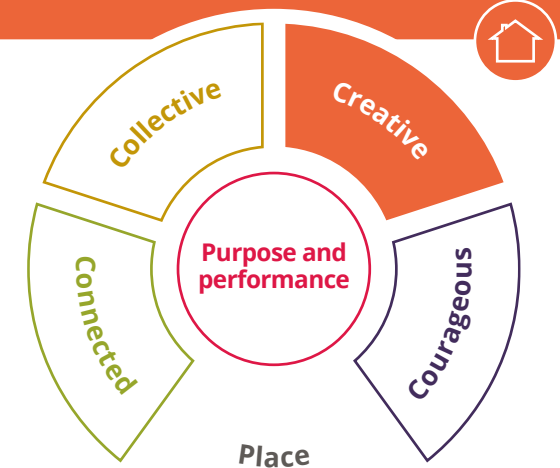 Collective
Creative
Connected
Purpose and
performance
Courageous
Place